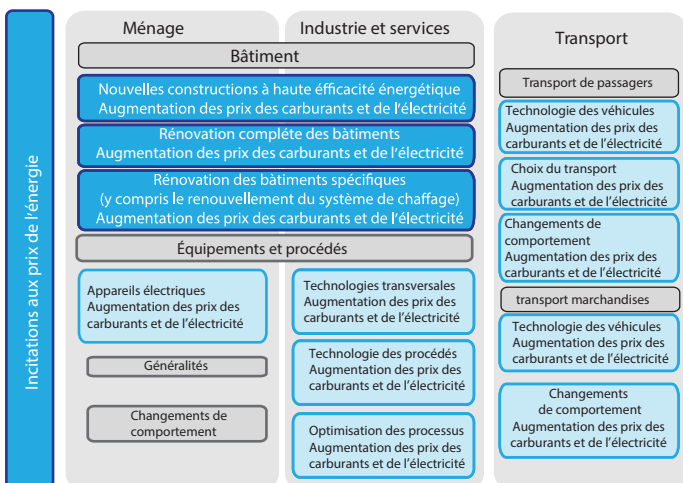 Incitations aux prix de l'énergie
Ménage
Industrie et services
Bâtiment
Nouvelles constructions à haute éfficacité énergétique
Augmentation des prix des carburants et de l'électricité
Rénovation compléte des bâtiments
Augmentation des prix des carburants et de l'électricité
Rénovation des bâtiments spécifiques
(y compris le renouvellement du système de chaffage)
Augmentation des prix des carburants et de l'électricité
Équipements et procédés
Appareils électriques
Augmentation des prix des
carburants et de l'électricité
Généralités
Changements de
comportement
Technologies transversales
Augmentation des prix des
carburants et de l'électricité
Technologie des procédés
Augmentation des prix des
carburants et de l'électricité
Optimisation des processus
Augmentation des prix des
carburants et de l'électricité
Transport
Transport de passagers
Technologie des véhicules
Augmentation des prix des
carburants et de l'électricité
Choix du transport
Augmentation des prix des
carburants et de l'électricité
Changements de
comportement
Augmentation des prix des
carburants et de l'électricité
transport marchandises
Technologie des véhicules
Augmentation des prix des
carburants et de l'électricité
Changements
de comportement
Augmentation des prix des
carburants et de l'électricité